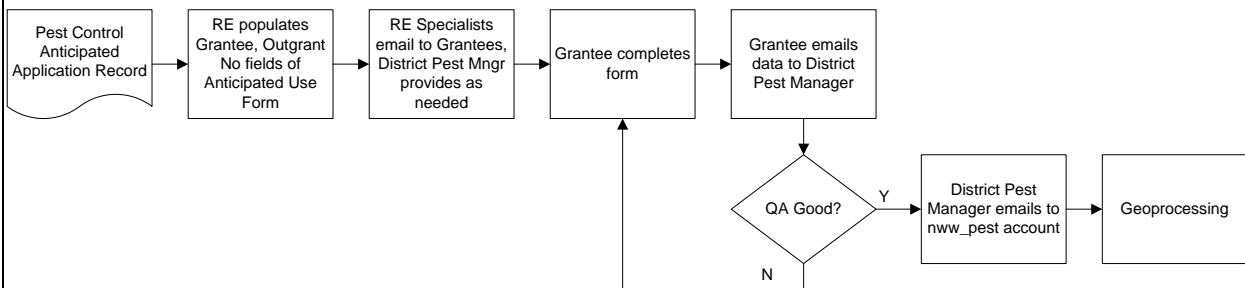 Pest Control
Anticipated
Application Record
RE populates
Grantee, Outgrant
No fields of
Anticipated Use
Form
RE Specialists
email to Grantees,
District Pest Mngr
provides as
needed
Grantee completes
form
Grantee emails
data to District
Pest Manager
QA Good?
Y
District Pest
Manager emails to
nww_pest account
Geoprocessing
N